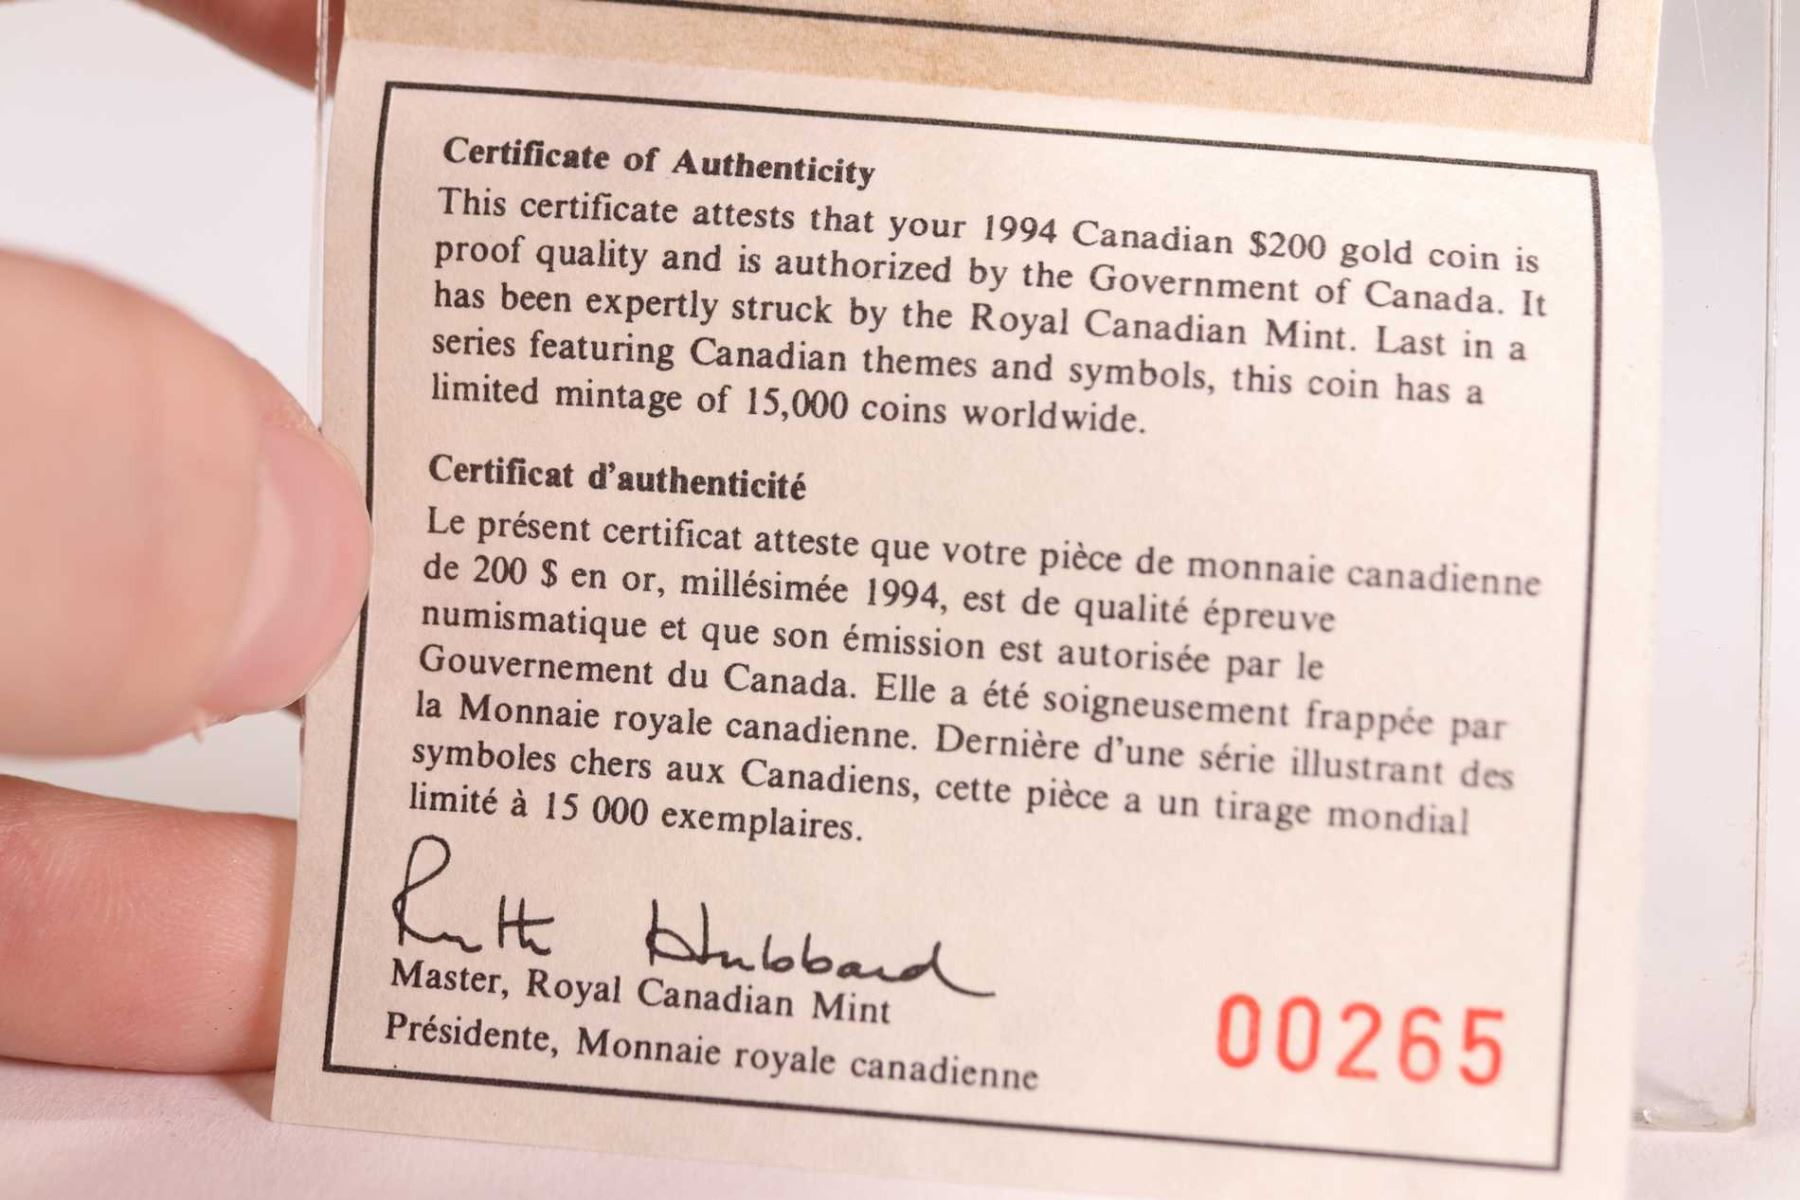 Certificate of Authenticity
This certificate attests that your 1994 Canadian $200 gold coin is
proof quality and is authorized by the Government of Canada. It
has been expertly struck by the Royal Canadian Mint. Last in a
series featuring Canadian themes and symbols, this coin has a
limited mintage of 15,000 coins worldwide.
Certificat d'authenticité
Le présent certificat atteste que votre pièce de monnaie canadienne
de 200 $ en or, millésimée 1994, est de qualité épreuve
numismatique et que son émission est autorisée par le
Gouvernement du Canada. Elle a été soigneusement frappée par
la Monnaie royale canadienne. Dernière d'une série illustrant des
symboles chers aux Canadiens, cette pièce a un tirage mondial
limité à 15 000 exemplaires.
Ruth Hubbard
Master, Royal Canadian Mint
Présidente, Monnaie royale canadienne
00265